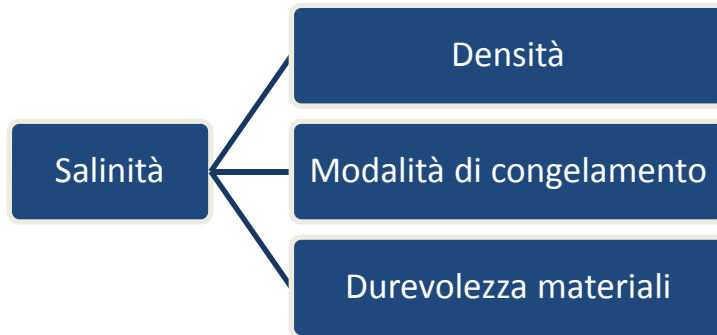 Salinità
Densità
Modalità di congelamento
Durevolezza materiali